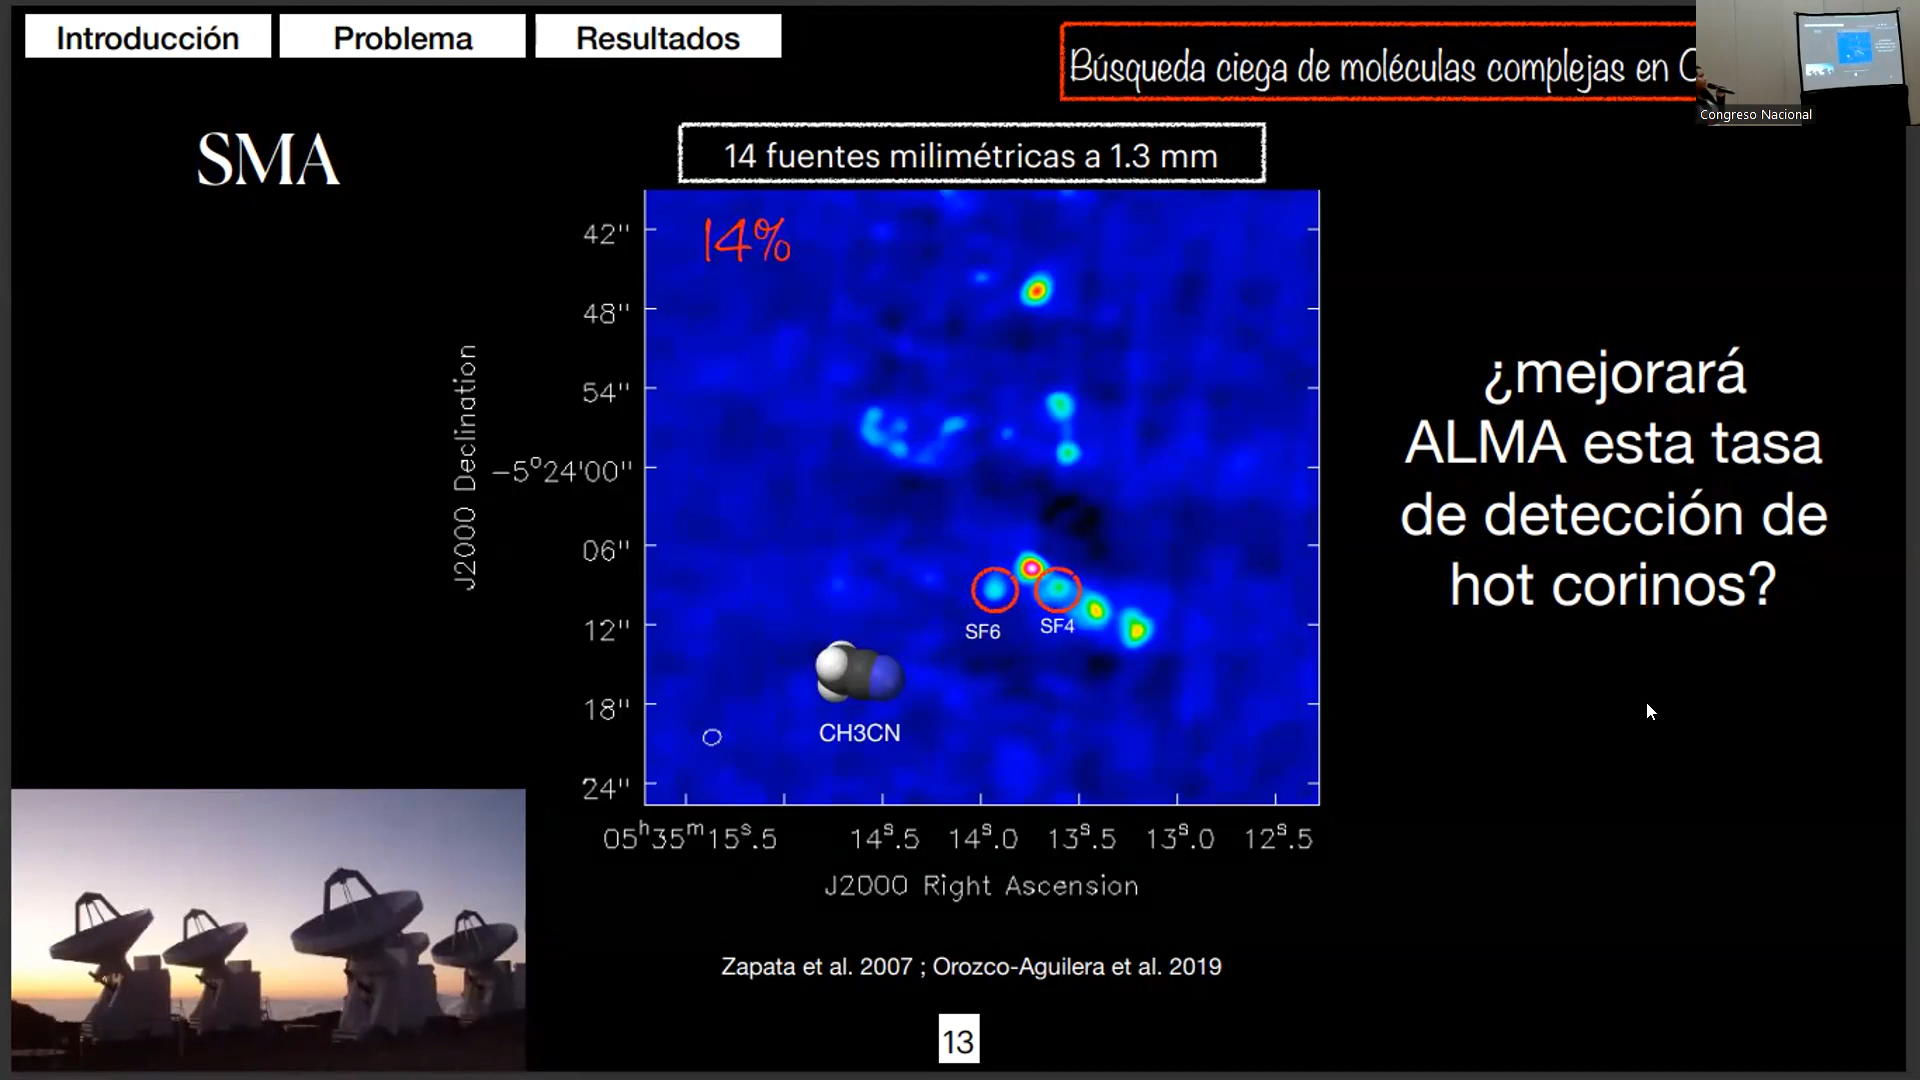 Introducción
Problema
Resultados
Búsqueda ciega de moléculas complejas en
Congreso Nacional
SMA
14 fuentes milimétricas a 1.3 mm
14%
42"
48"
54"
−5°24'00"
06"
12"
18"
24"
J2000 Declination
SF6
SF4
CH3CN
05ʰ35ᵐ15ˢ.5
14ˢ.5
14ˢ.0
13ˢ.5
13ˢ.0
12ˢ.5
J2000 Right Ascension
¿mejorará
ALMA esta tasa
de detección de
hot corinos?
Zapata et al. 2007 ; Orozco-Aguilera et al. 2019
13